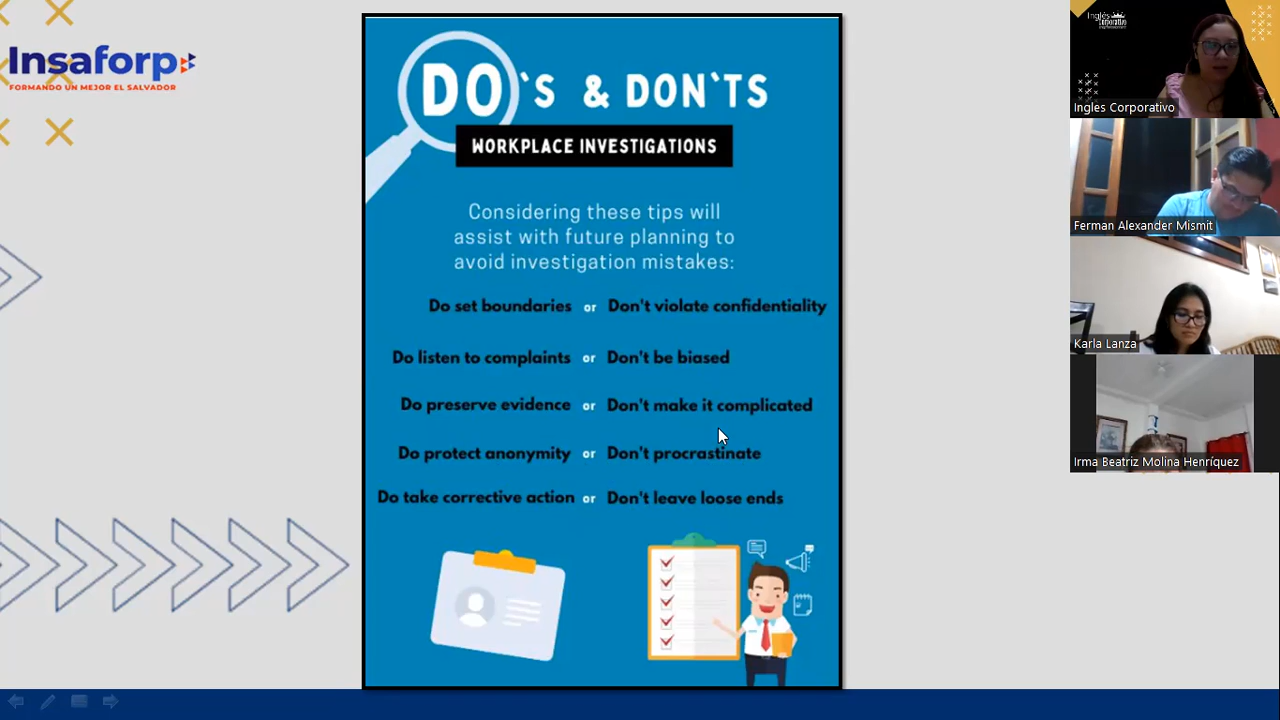 Insaforp
FORMANDO UN MEJOR EL SALVADOR
DO`S & DON`TS
WORKPLACE INVESTIGATIONS
Considering these tips will
assist with future planning to
avoid investigation mistakes:
Do set boundaries or Don't violate confidentiality
Do listen to complaints or Don't be biased
Do preserve evidence or Don't make it complicated
Do protect anonymity or Don't procrastinate
Do take corrective action or Don't leave loose ends
Inglés
Corporativo
Ingles Corporativo
Ferman Alexander Mismit
Karla Lanza
Irma Beatriz Molina Henríquez